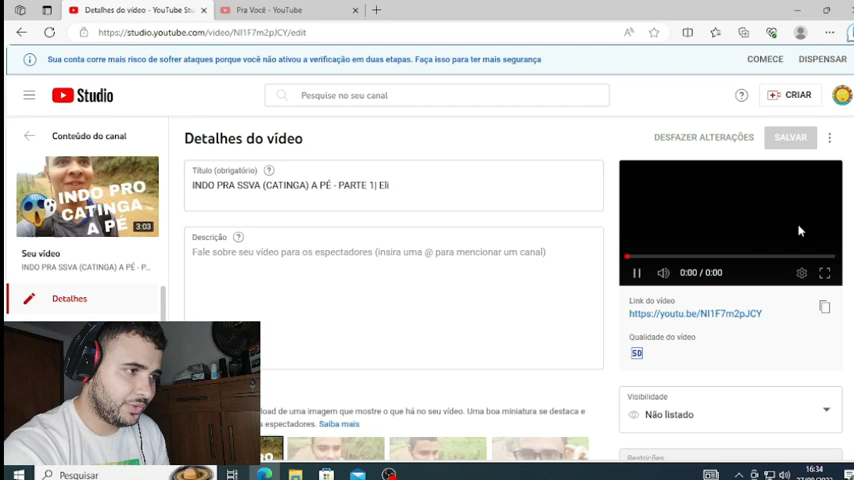 Detalhes do vídeo - YouTube Stu
Pra Você - YouTube
https://studio.youtube.com/video/NI1F7m2pJCY/edit
Sua conta corre mais risco de sofrer ataques porque você não ativou a verificação em duas etapas. Faça isso para ter mais segurança
COMECE
DISPENSAR
Studio
Pesquise no seu canal
CRIAR
Conteúdo do canal
Detalhes do vídeo
DESFAZER ALTERAÇÕES
SALVAR
INDO PRO
CATINGA
A PÉ
3:03
Título (obrigatório)
INDO PRA SSVA (CATINGA) A PÉ - PARTE 1| Eli
Descrição
Fale sobre seu vídeo para os espectadores (insira uma @ para mencionar um canal)
Seu vídeo
INDO PRA SSVA (CATINGA) A PÉ - P...
Detalhes
0:00 / 0:00
Link do vídeo
https://youtu.be/NI1F7m2pJCY
Qualidade do vídeo
SD
Visibilidade
Não listado
load de uma imagem que mostre o que há no seu vídeo. Uma boa miniatura se destaca e
espectadores. Saiba mais
Restrições
Pesquisar
16:34